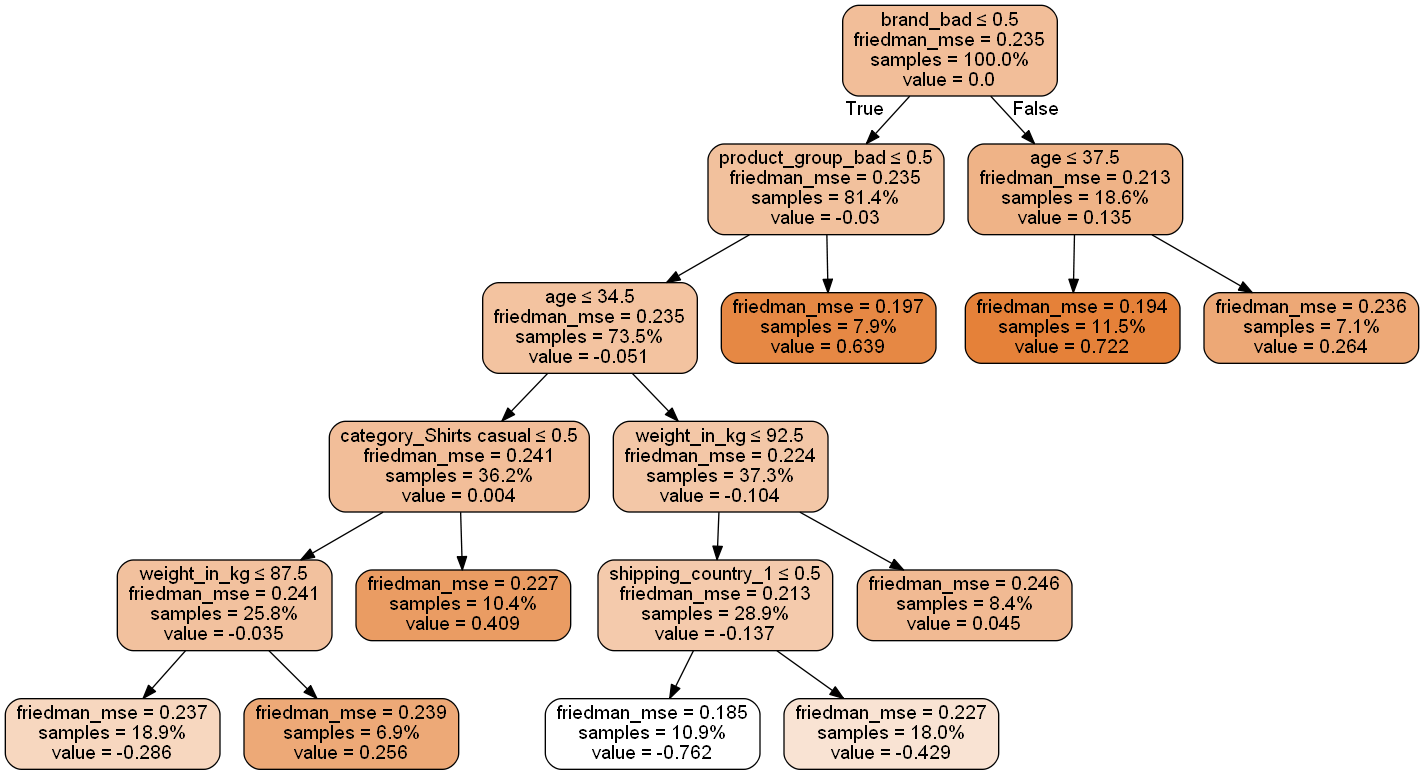 brand_bad ≤ 0.5
friedman_mse = 0.235
samples = 100.0%
value = 0.0
True
False
product_group_bad ≤ 0.5
friedman_mse = 0.235
samples = 81.4%
value = -0.03
age ≤ 37.5
friedman_mse = 0.213
samples = 18.6%
value = 0.135
age ≤ 34.5
friedman_mse = 0.235
samples = 73.5%
value = -0.051
friedman_mse = 0.197
samples = 7.9%
value = 0.639
friedman_mse = 0.194
samples = 11.5%
value = 0.722
friedman_mse = 0.236
samples = 7.1%
value = 0.264
category_Shirts casual ≤ 0.5
friedman_mse = 0.241
samples = 36.2%
value = 0.004
weight_in_kg ≤ 92.5
friedman_mse = 0.224
samples = 37.3%
value = -0.104
weight_in_kg ≤ 87.5
friedman_mse = 0.241
samples = 25.8%
value = -0.035
friedman_mse = 0.227
samples = 10.4%
value = 0.409
shipping_country_1 ≤ 0.5
friedman_mse = 0.213
samples = 28.9%
value = -0.137
friedman_mse = 0.246
samples = 8.4%
value = 0.045
friedman_mse = 0.237
samples = 18.9%
value = -0.286
friedman_mse = 0.239
samples = 6.9%
value = 0.256
friedman_mse = 0.185
samples = 10.9%
value = -0.762
friedman_mse = 0.227
samples = 18.0%
value = -0.429